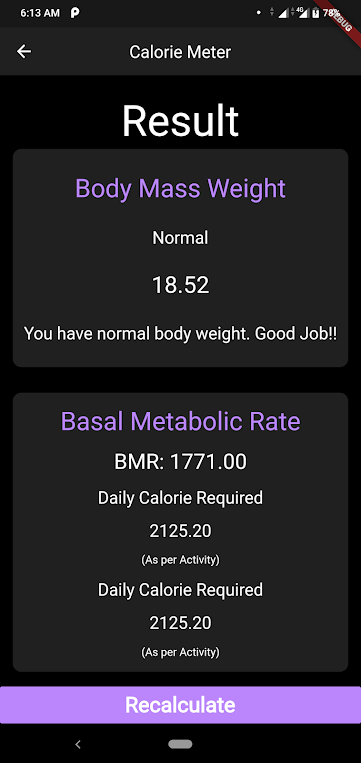 6:13 AM
4G
78%
DEBUG
Calorie Meter
Result
Body Mass Weight
Normal
18.52
You have normal body weight. Good Job!!
Basal Metabolic Rate
BMR: 1771.00
Daily Calorie Required
2125.20
(As per Activity)
Daily Calorie Required
2125.20
(As per Activity)
Recalculate